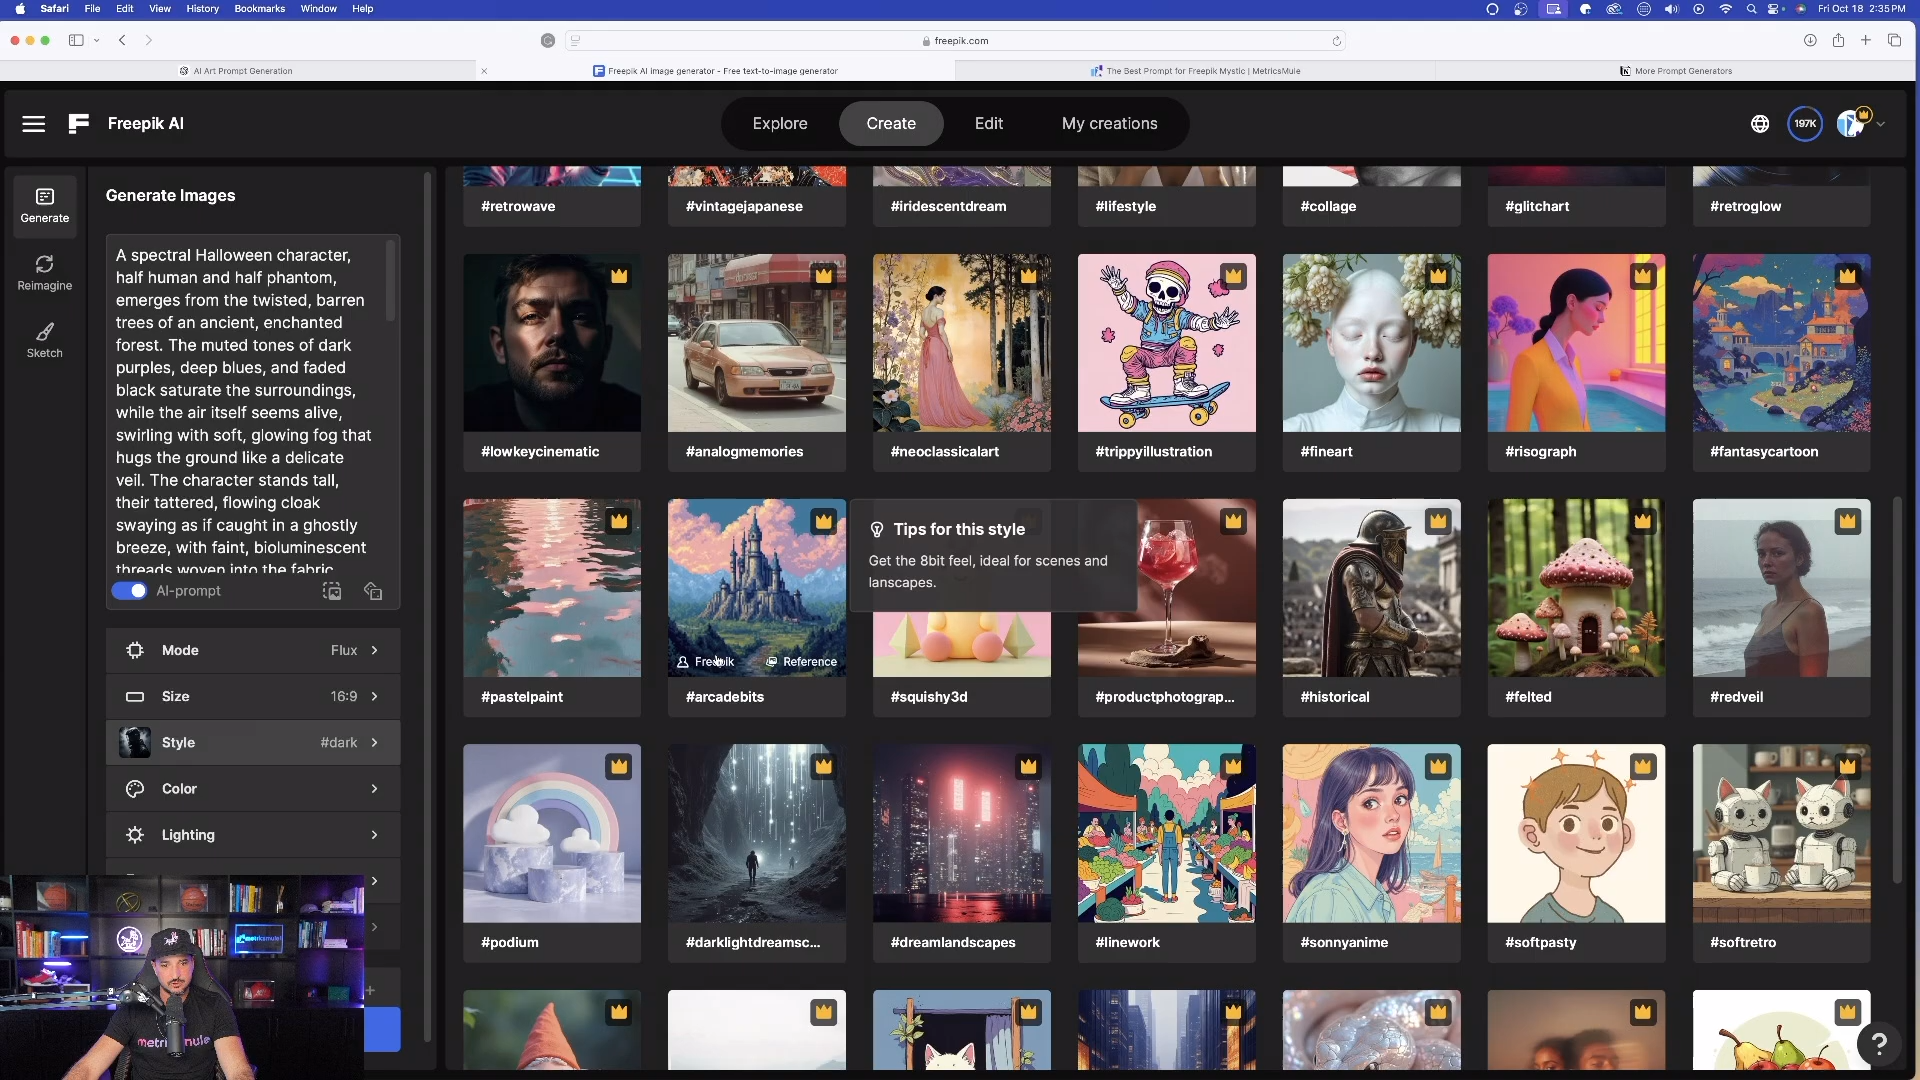 Safari File Edit View History Bookmarks Window Help
Fri Oct 18 2:35PM
freepik.com
AI Art Prompt Generation
Freepik AI image generator - Free text-to-image generator
The Best Prompt for Freepik Mystic | MetricsMule
More Prompt Generators
Freepik AI
Explore Create Edit My creations
197K
Generate
Reimagine
Sketch
Generate Images
A spectral Halloween character,
half human and half phantom,
emerges from the twisted, barren
trees of an ancient, enchanted
forest. The muted tones of dark
purples, deep blues, and faded
black saturate the surroundings,
while the air itself seems alive,
swirling with soft, glowing fog that
hugs the ground like a delicate
veil. The character stands tall,
their tattered, flowing cloak
swaying as if caught in a ghostly
breeze, with faint, bioluminescent
threads woven into the fabric
AI-prompt
Mode Flux
Size 16:9
Style #dark
Color
Lighting
#retrowave #vintagejapanese #iridescentdream #lifestyle #collage #glitchart #retroglow
#lowkeycinematic #analogmemories #neoclassicalart #trippyillustration #fineart #risograph #fantasycartoon
Tips for this style
Get the 8bit feel, ideal for scenes and
lanscapes.
Freepik Reference
#pastelpaint #arcadebits #squishy3d #productphotograp... #historical #felted #redveil
#podium #darklightdreamsc... #dreamlandscapes #linework #sonnyanime #softpasty #softretro
?